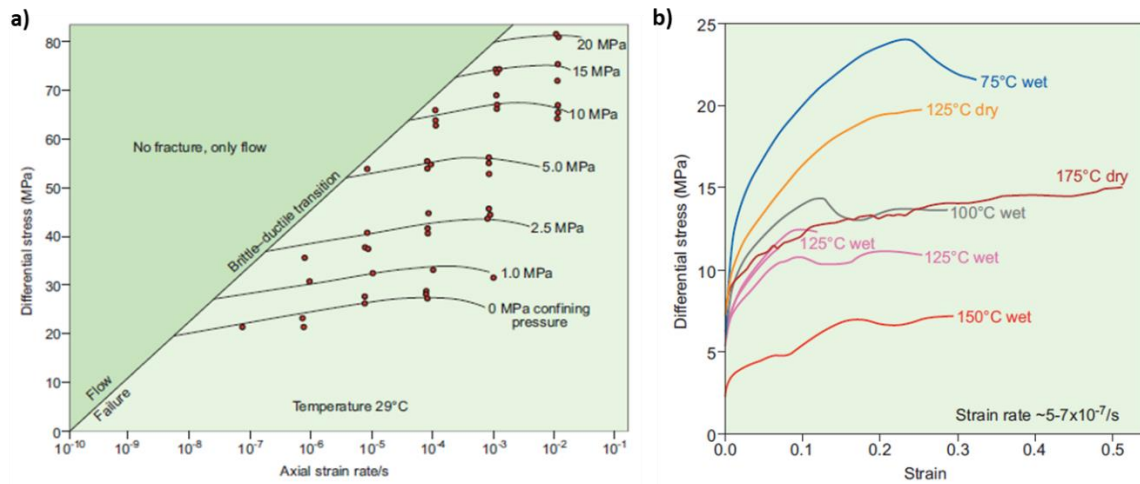 a)
80
70
60
50
40
30
20
10
0
Differential stress (MPa)
No fracture, only flow
Brittle–ductile transition
Flow
Failure
20 MPa
15 MPa
10 MPa
5.0 MPa
2.5 MPa
1.0 MPa
0 MPa confining
pressure
Temperature 29°C
10⁻¹⁰ 10⁻⁹ 10⁻⁸ 10⁻⁷ 10⁻⁶ 10⁻⁵ 10⁻⁴ 10⁻³ 10⁻² 10⁻¹
Axial strain rate/s
b)
25
20
15
10
5
0
Differential stress (MPa)
75°C wet
125°C dry
175°C dry
100°C wet
125°C wet
125°C wet
150°C wet
Strain rate ~5-7x10⁻⁷/s
0.0 0.1 0.2 0.3 0.4 0.5
Strain